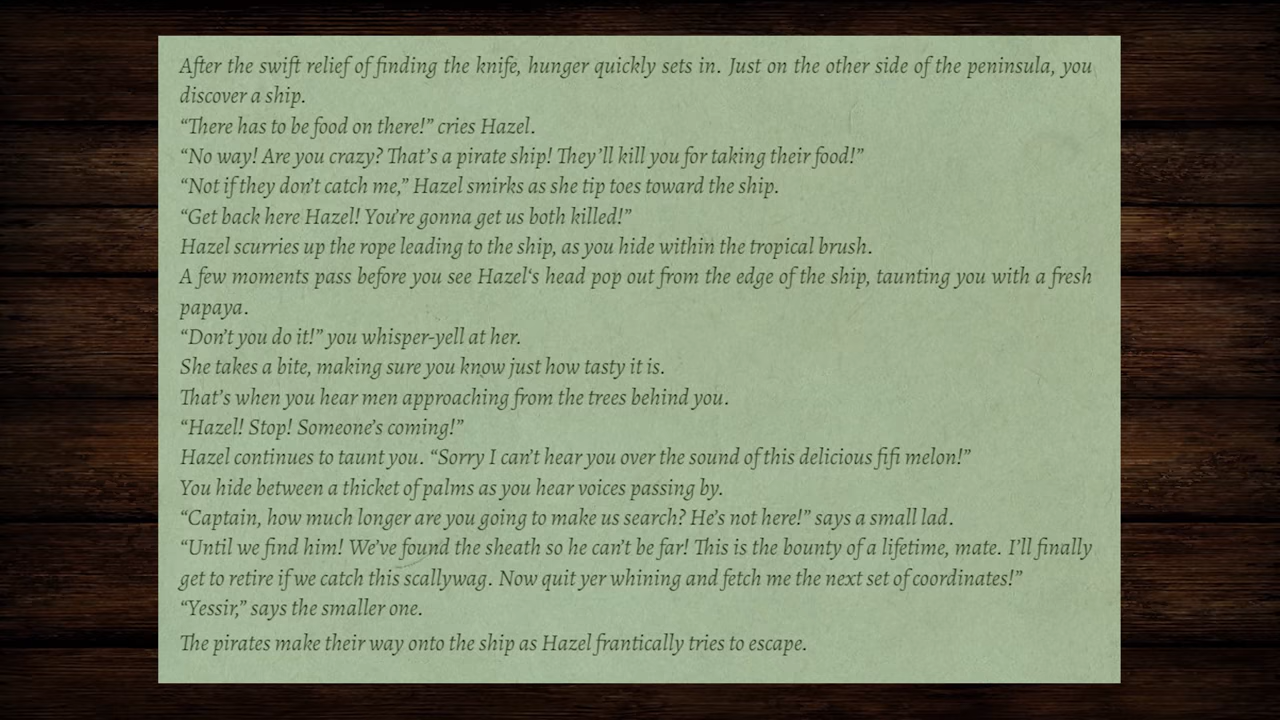 After the swift relief of finding the knife, hunger quickly sets in. Just on the other side of the peninsula, you
discover a ship.
“There has to be food on there!” cries Hazel.
“No way! Are you crazy? That’s a pirate ship! They’ll kill you for taking their food!”
“Not if they don’t catch me,” Hazel smirks as she tip toes toward the ship.
“Get back here Hazel! You’re gonna get us both killed!”
Hazel scurries up the rope leading to the ship, as you hide within the tropical brush.
A few moments pass before you see Hazel‘s head pop out from the edge of the ship, taunting you with a fresh
papaya.
“Don’t you do it!” you whisper-yell at her.
She takes a bite, making sure you know just how tasty it is.
That’s when you hear men approaching from the trees behind you.
“Hazel! Stop! Someone’s coming!”
Hazel continues to taunt you. “Sorry I can’t hear you over the sound of this delicious fifi melon!”
You hide between a thicket of palms as you hear voices passing by.
“Captain, how much longer are you going to make us search? He’s not here!” says a small lad.
“Until we find him! We’ve found the sheath so he can’t be far! This is the bounty of a lifetime, mate. I’ll finally
get to retire if we catch this scallywag. Now quit yer whining and fetch me the next set of coordinates!”
“Yessir,” says the smaller one.
The pirates make their way onto the ship as Hazel frantically tries to escape.